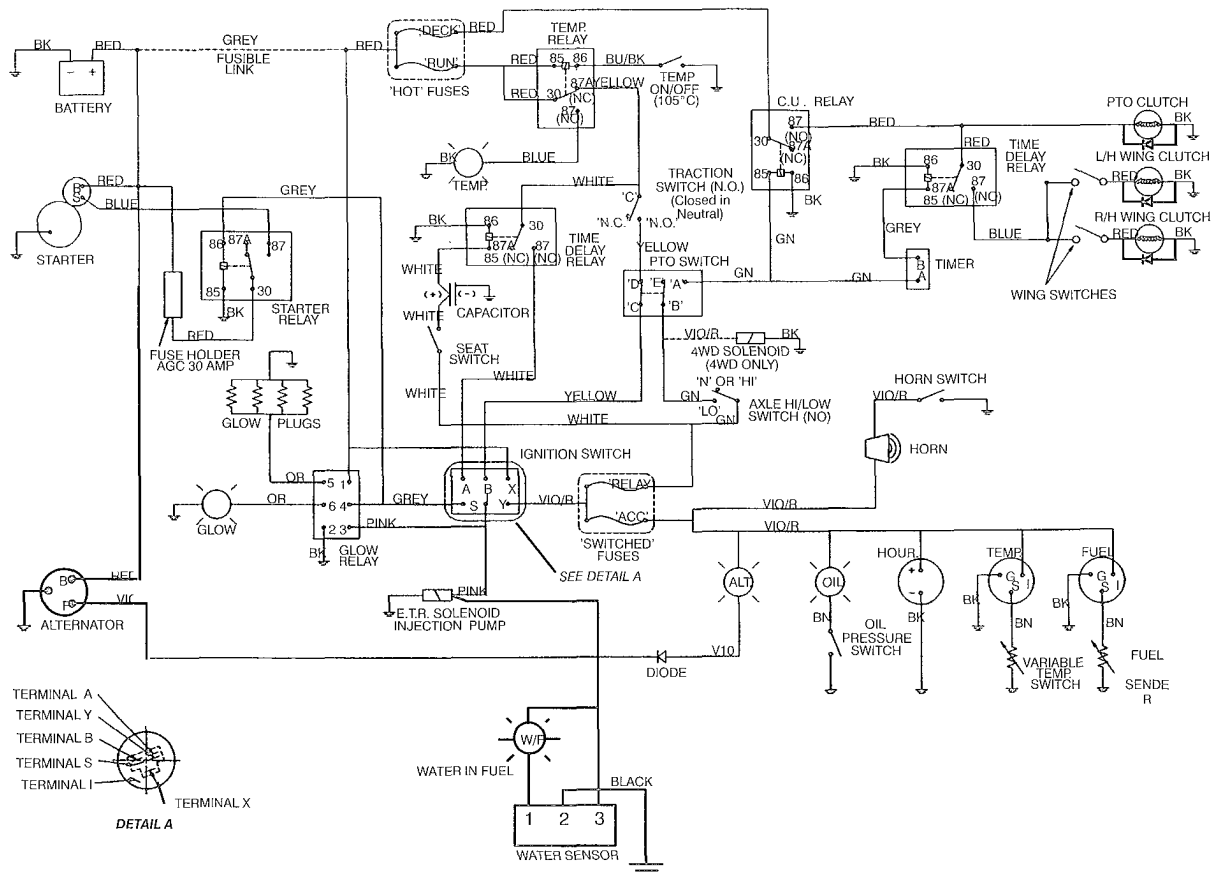 BK
RED
GREY
FUSIBLE
LINK
RED
- +
BATTERY
'DECK'
RED
'RUN'
'HOT' FUSES
TEMP.
RELAY
RED
85
86
BU/BK
87A
YELLOW
RED
30
(NC)
87
(NO)
TEMP
ON/OFF
(105°C)
BK
BLUE
TEMP.
C.U. RELAY
87
(NO)
30
87A
(NC)
85
86
BK
RED
PTO CLUTCH
BK
RED
TIME
DELAY
RELAY
BK
86
30
87A
87
85 (NC)
(NO)
L/H WING CLUTCH
RED
BK
R/H WING CLUTCH
RED
BK
BLUE
GREY
WING SWITCHES
B
A
TIMER
GN
GN
GN
RED
B
S
BLUE
STARTER
GREY
86
87A
87
85
30
BK
STARTER
RELAY
RED
FUSE HOLDER
AGC 30 AMP
WHITE
TRACTION
SWITCH (N.O.)
(Closed in
Neutral)
'C'
'N.C.'
'N.O.'
YELLOW
PTO SWITCH
'D'
'E'
'A'
'C'
'B'
BK
86
30
87A
87
85 (NC)
(NO)
TIME
DELAY
RELAY
WHITE
(+)
(-)
CAPACITOR
WHITE
SEAT
SWITCH
WHITE
WHITE
VIO/R
BK
4WD SOLENOID
(4WD ONLY)
'N' OR 'HI'
GN
'LO'
GN
AXLE HI/LOW
SWITCH (NO)
YELLOW
WHITE
HORN SWITCH
VIO/R
HORN
GLOW PLUGS
OR
5 1
OR
6 4
2 3
GREY
PINK
BK
GLOW
RELAY
GLOW
IGNITION SWITCH
A B X
S Y
VIO/R
'RELAY'
'ACC'
'SWITCHED'
FUSES
VIO/R
VIO/R
SEE DETAIL A
B
RED
F
ALTERNATOR
PINK
E.T.R. SOLENOID
INJECTION PUMP
ALT
OIL
BN
OIL
PRESSURE
SWITCH
HOUR.
+
-
BK
TEMP.
G
S
I
BK
BN
VARIABLE
TEMP.
SWITCH
FUEL
G
S
I
BK
BN
FUEL
SENDE
R
V10
DIODE
TERMINAL A
TERMINAL Y
TERMINAL B
TERMINAL S
TERMINAL I
TERMINAL X
DETAIL A
W/F
WATER IN FUEL
BLACK
1 2 3
WATER SENSOR